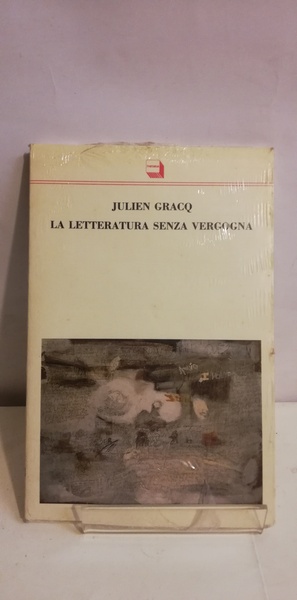 JULIEN GRACQ
LA LETTERATURA SENZA VERGOGNA